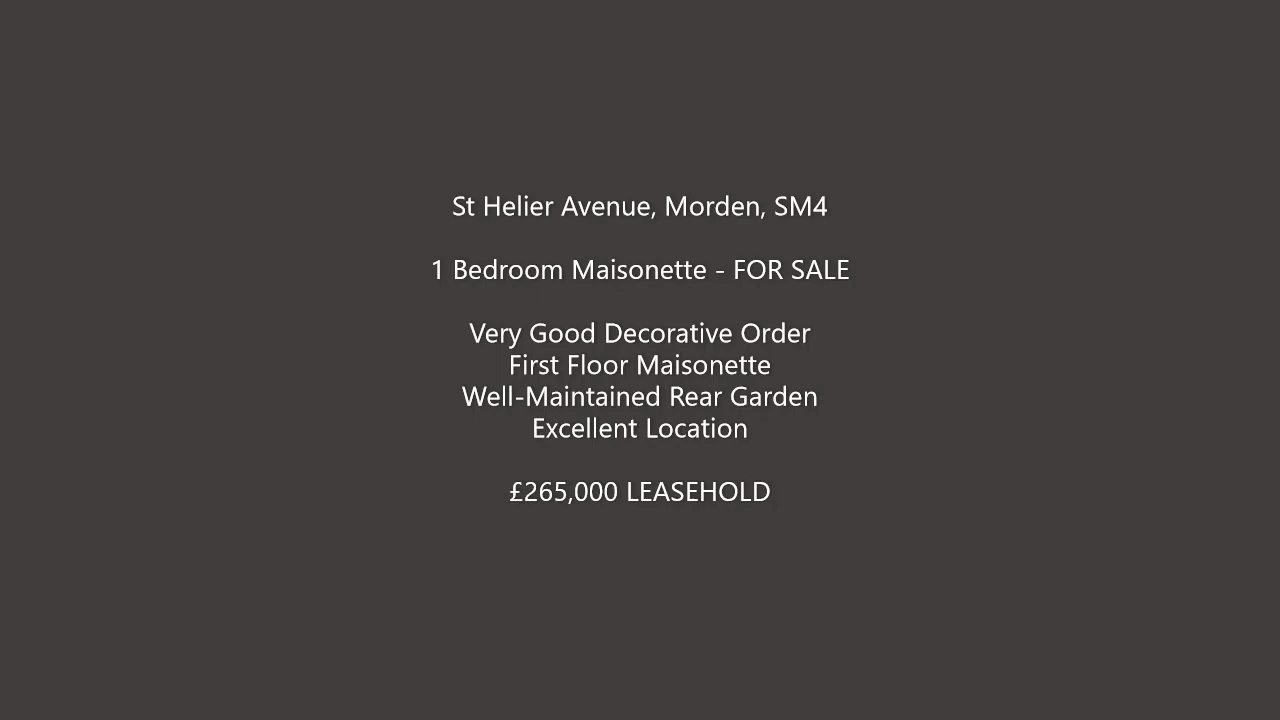 St Helier Avenue, Morden, SM4
1 Bedroom Maisonette - FOR SALE
Very Good Decorative Order
First Floor Maisonette
Well-Maintained Rear Garden
Excellent Location
£265,000 LEASEHOLD